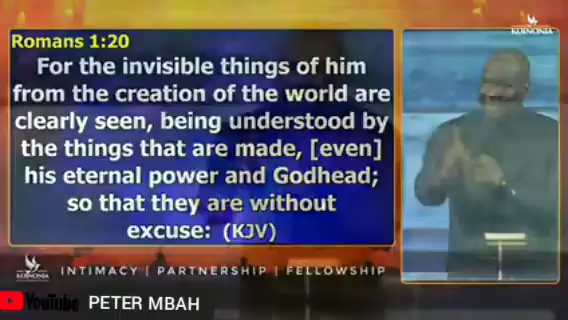 Romans 1:20
For the invisible things of him
from the creation of the world are
clearly seen, being understood by
the things that are made, [even]
his eternal power and Godhead;
so that they are without
excuse: (KJV)
KOINONIA
KOINONIA
INTIMACY | PARTNERSHIP | FELLOWSHIP
YouTube PETER MBAH